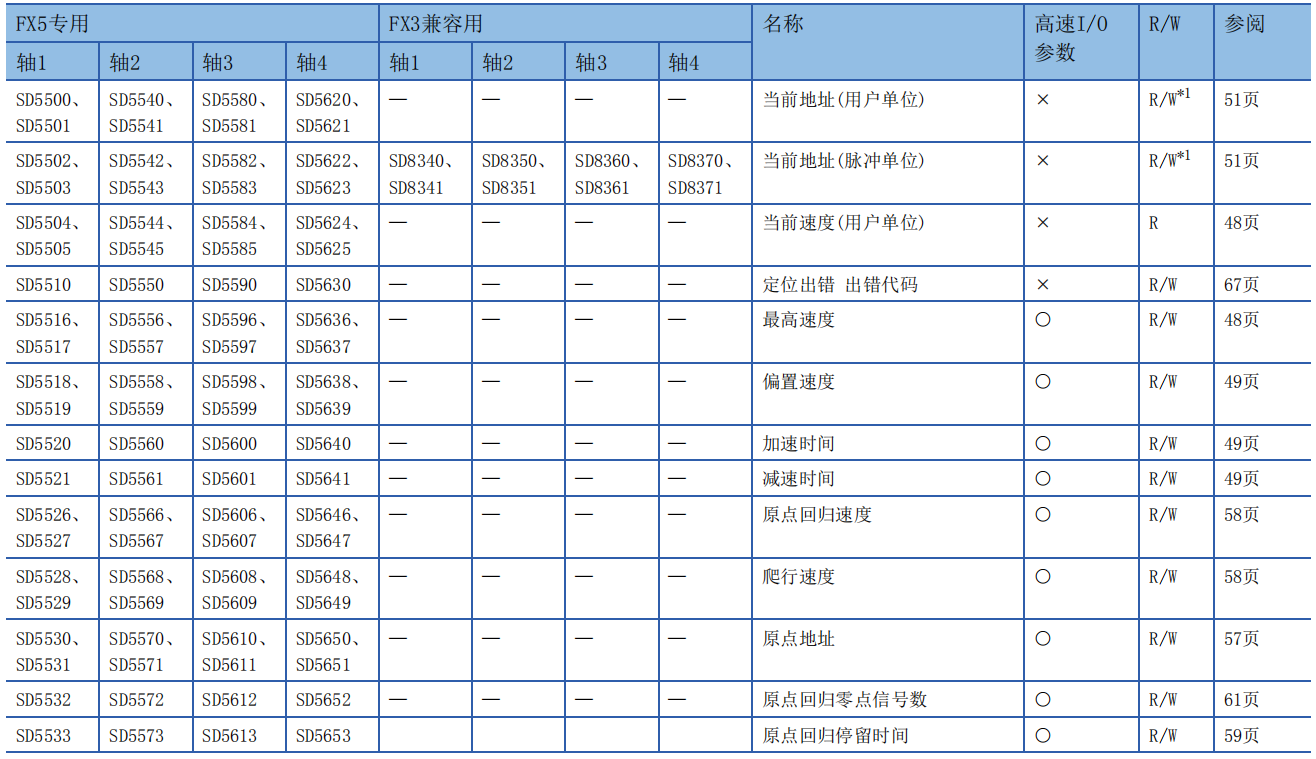 FX5专用 FX3兼容用 名称 高速I/O R/W 参阅
参数
轴1 轴2 轴3 轴4 轴1 轴2 轴3 轴4
SD5500、 SD5540、 SD5580、 SD5620、 — — — — 当前地址(用户单位) × R/W*1 51页
SD5501 SD5541 SD5581 SD5621
SD5502、 SD5542、 SD5582、 SD5622、 SD8340、 SD8350、 SD8360、 SD8370、 当前地址(脉冲单位) × R/W*1 51页
SD5503 SD5543 SD5583 SD5623 SD8341 SD8351 SD8361 SD8371
SD5504、 SD5544、 SD5584、 SD5624、 — — — — 当前速度(用户单位) × R 48页
SD5505 SD5545 SD5585 SD5625
SD5510 SD5550 SD5590 SD5630 — — — — 定位出错 出错代码 × R/W 67页
SD5516、 SD5556、 SD5596、 SD5636、 — — — — 最高速度 ○ R/W 48页
SD5517 SD5557 SD5597 SD5637
SD5518、 SD5558、 SD5598、 SD5638、 — — — — 偏置速度 ○ R/W 49页
SD5519 SD5559 SD5599 SD5639
SD5520 SD5560 SD5600 SD5640 — — — — 加速时间 ○ R/W 49页
SD5521 SD5561 SD5601 SD5641 — — — — 减速时间 ○ R/W 49页
SD5526、 SD5566、 SD5606、 SD5646、 — — — — 原点回归速度 ○ R/W 58页
SD5527 SD5567 SD5607 SD5647
SD5528、 SD5568、 SD5608、 SD5648、 — — — — 爬行速度 ○ R/W 58页
SD5529 SD5569 SD5609 SD5649
SD5530、 SD5570、 SD5610、 SD5650、 — — — — 原点地址 ○ R/W 57页
SD5531 SD5571 SD5611 SD5651
SD5532 SD5572 SD5612 SD5652 — — — — 原点回归零点信号数 ○ R/W 61页
SD5533 SD5573 SD5613 SD5653 原点回归停留时间 ○ R/W 59页